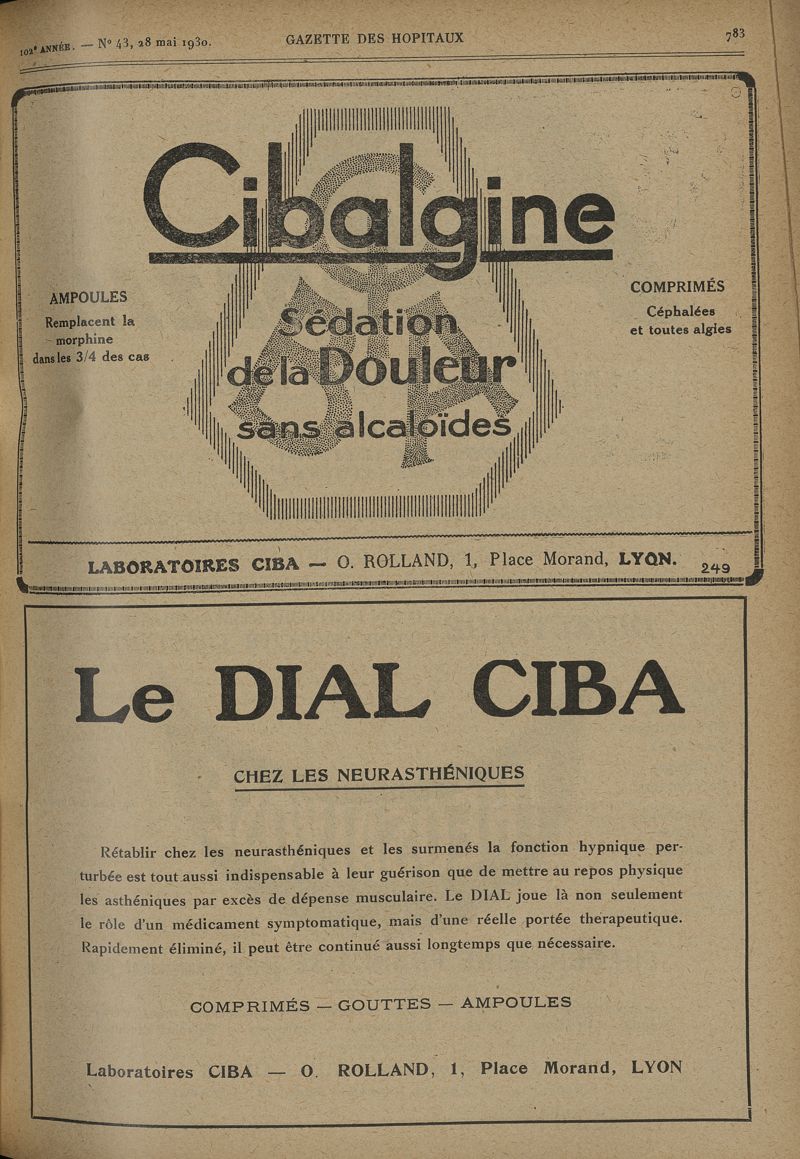 102e ANNÉE. — No 43, 28 mai 1930.
GAZETTE DES HOPITAUX
783
Cibalgine
AMPOULES
Remplacent la
morphine
dans les 3/4 des cas
Sédation
de la Douleur
sans alcaloïdes
COMPRIMÉS
Céphalées
et toutes algies
LABORATOIRES CIBA — O. ROLLAND, 1, Place Morand, LYON.
249
Le DIAL CIBA
CHEZ LES NEURASTHÉNIQUES
Rétablir chez les neurasthéniques et les surmenés la fonction hypnique per-
turbée est tout aussi indispensable à leur guérison que de mettre au repos physique
les asthéniques par excès de dépense musculaire. Le DIAL joue là non seulement
le rôle d'un médicament symptomatique, mais d'une réelle portée therapeutique.
Rapidement éliminé, il peut être continué aussi longtemps que nécessaire.
COMPRIMÉS — GOUTTES — AMPOULES
Laboratoires CIBA — O. ROLLAND, 1, Place Morand, LYON